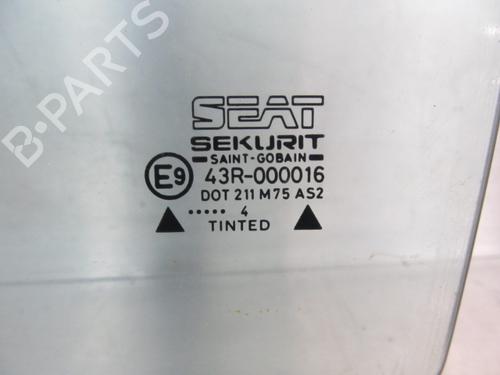 B-PARTS
SEAT
SEKURIT
SAINT-GOBAIN
E9 43R-000016
DOT 211 M75 AS2
..... 4
TINTED